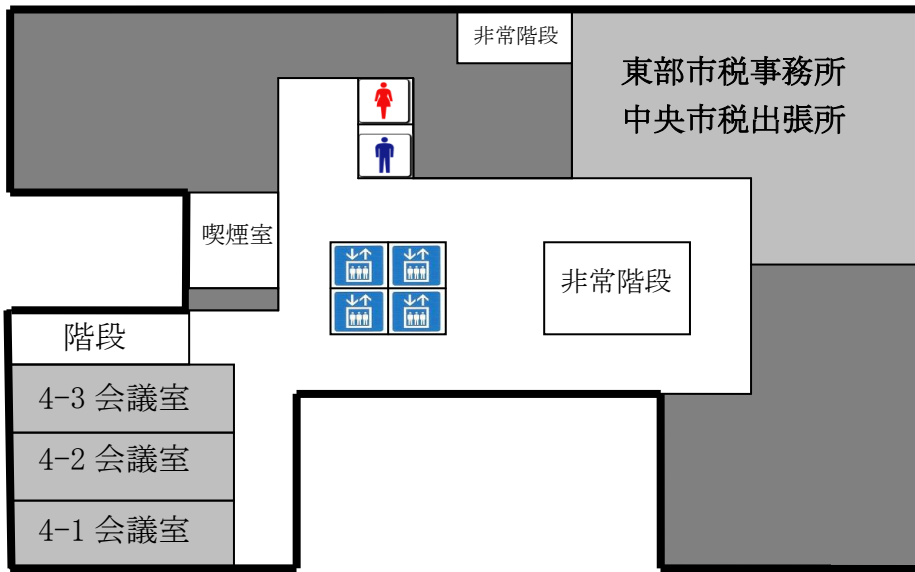 非常階段
東部市税事務所
中央市税出張所
喫煙室
非常階段
階段
4-3 会議室
4-2 会議室
4-1 会議室